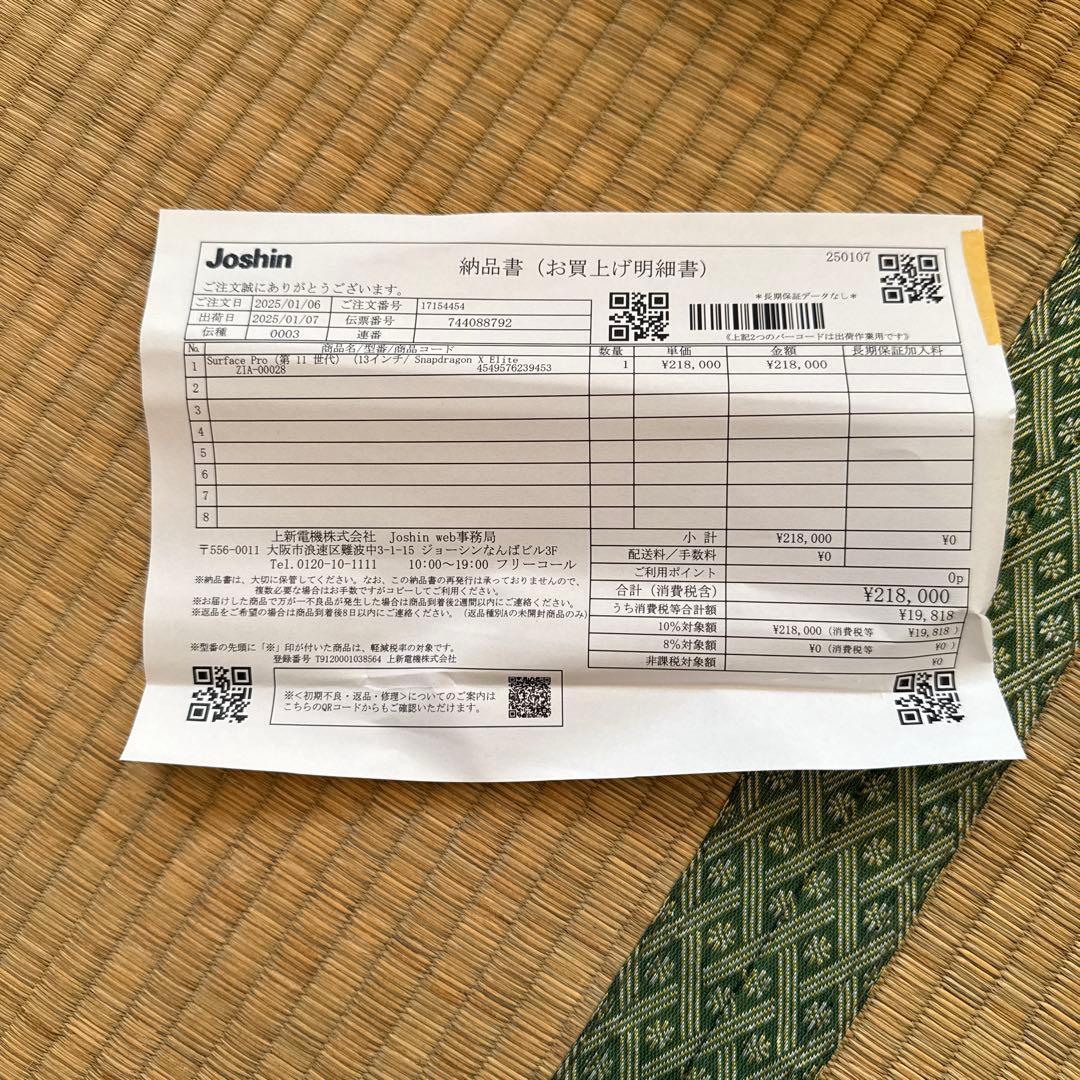 Joshin
納品書（お買上げ明細書）
250107
ご注文誠にありがとうございます。
＊長期保証データなし＊
ご注文日 2025/01/06 ご注文番号 17154454
出荷日 2025/01/07 伝票番号 744088792
伝種 0003 連番
《上記2つのバーコードは出荷作業用です》
No. 商品名/型番/商品コード 数量 単価 金額 長期保証加入料
1 Surface Pro（第 11 世代）（13インチ/ Snapdragon X Elite 1 ¥218,000 ¥218,000
ZIA-00028 4549576239453
2
3
4
5
6
7
8
上新電機株式会社 Joshin web事務局
〒556-0011 大阪市浪速区難波中3-1-15 ジョーシンなんばビル3F
Tel.0120-10-1111 10:00～19:00 フリーコール
※納品書は、大切に保管してください。なお、この納品書の再発行は承っておりませんので、
複数必要な場合はお手数ですがコピーしてご利用ください。
※お届けした商品で万が一不良品が発生した場合は商品到着後2週間以内にご連絡ください。
※返品をご希望の場合は商品到着後8日以内にご連絡ください。（返品種別Aの未開封商品のみ）
※型番の先頭に「※」印が付いた商品は、軽減税率の対象です。
登録番号 T9120001038564 上新電機株式会社
小 計 ¥218,000 ¥0
配送料／手数料 ¥0
ご利用ポイント 0p
合計（消費税含） ¥218,000
うち消費税等合計額 ¥19,818
10%対象額 ¥218,000（消費税等 ¥19,818 ）
8%対象額 ¥0（消費税等 ¥0 ）
非課税対象額 ¥0
※<初期不良・返品・修理>についてのご案内は
こちらのQRコードからもご確認いただけます。